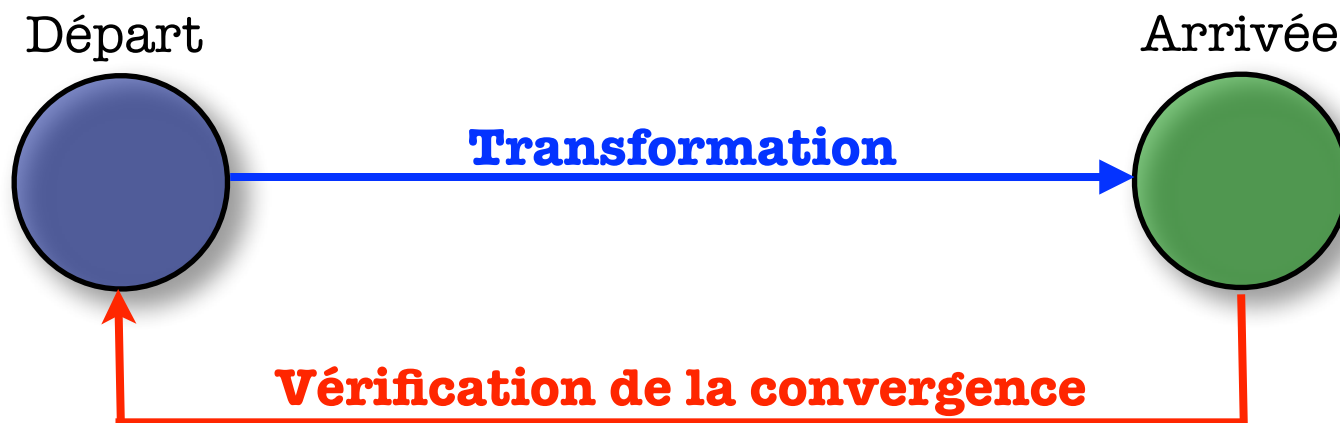 Départ
Arrivée
Transformation
Vérification de la convergence